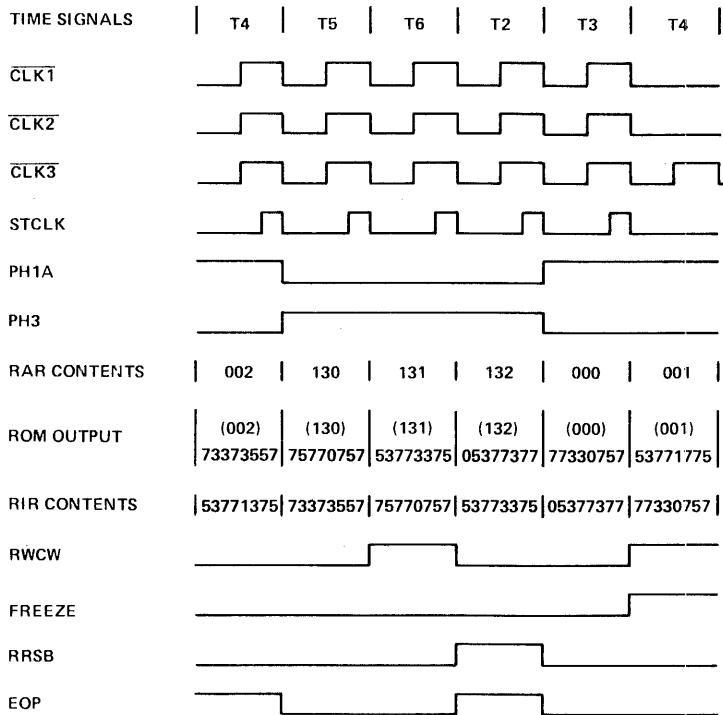 TIME SIGNALS | T4 | T5 | T6 | T2 | T3 | T4 |
CLK1
CLK2
CLK3
STCLK
PH1A
PH3
RAR CONTENTS | 002 | 130 | 131 | 132 | 000 | 001 |
(002) (130) (131) (132) (000) (001)
ROM OUTPUT
73373557 75770757 53773375 05377377 77330757 53771775
RIR CONTENTS | 53771375 | 73373557 | 75770757 | 53773375 | 05377377 | 77330757 |
RWCW
FREEZE
RRSB
EOP